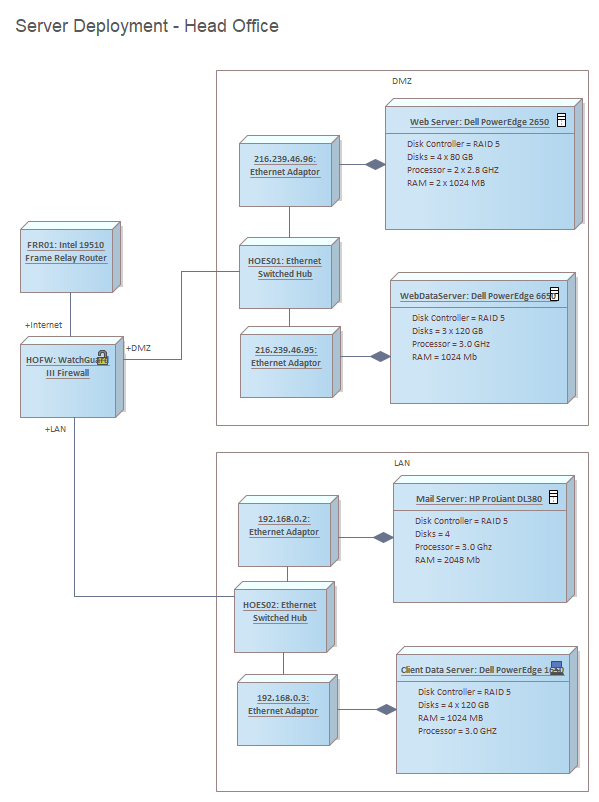 Server Deployment - Head Office
DMZ
Web Server: Dell PowerEdge 2650
Disk Controller = RAID 5
Disks = 4 x 80 GB
Processor = 2 x 2.8 GHZ
RAM = 2 x 1024 MB
216.239.46.96:
Ethernet Adaptor
FRR01: Intel 19510
Frame Relay Router
HOES01: Ethernet
Switched Hub
WebDataServer: Dell PowerEdge 6650
Disk Controller = RAID 5
Disks = 3 x 120 GB
Processor = 3.0 GHz
RAM = 1024 Mb
+Internet
216.239.46.95:
Ethernet Adaptor
+DMZ
HOFW: WatchGuard
III Firewall
+LAN
LAN
Mail Server: HP ProLiant DL380
Disk Controller = RAID 5
Disks = 4
Processor = 3.0 Ghz
RAM = 2048 Mb
192.168.0.2:
Ethernet Adaptor
HOES02: Ethernet
Switched Hub
Client Data Server: Dell PowerEdge 1650
Disk Controller = RAID 5
Disks = 4 x 120 GB
RAM = 1024 MB
Processor = 3.0 GHZ
192.168.0.3:
Ethernet Adaptor